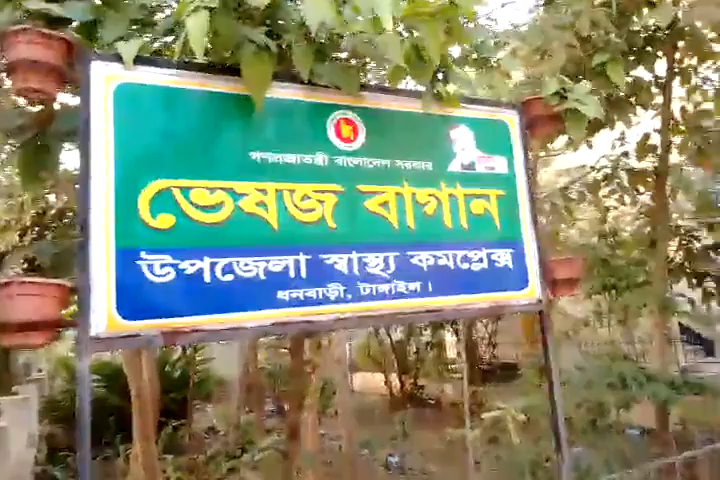 গণপ্রজাতন্ত্রী বাংলাদেশ সরকার
ভেষজ বাগান
উপজেলা স্বাস্থ্য কমপ্লেক্স
ধনবাড়ী, টাঙ্গাইল।